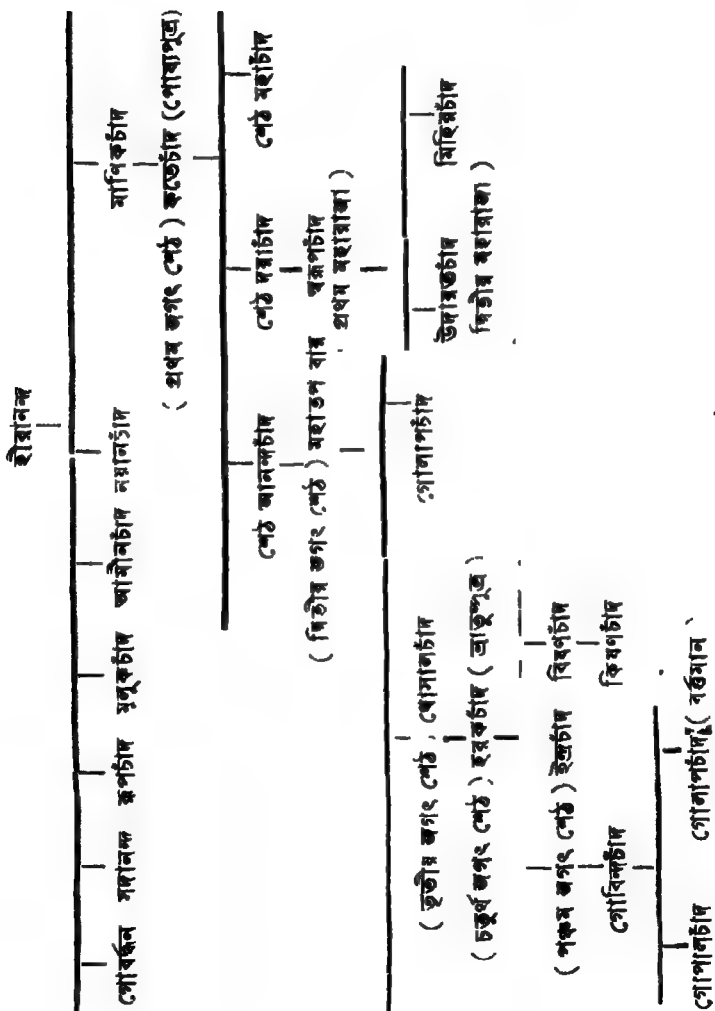 হীরানন্দ
গোবর্দ্ধন সদানন্দ রূপচাঁদ মুলুকচাঁদ আমীনচাঁদ নয়ানচাঁদ মাণিকচাঁদ
( প্রথম জগৎ শেঠ ) ফতেচাঁদ ( পোষ্যপুত্র )
শেঠ আনন্দচাঁদ শেঠ দয়াচাঁদ শেঠ মহাচাঁদ
( দ্বিতীয় জগৎ শেঠ ) মহাতপ রায় স্বরূপচাঁদ
প্রথম মহারাজা )
গোলাপচাঁদ উদায়তচাঁদ মিহিরচাঁদ
দ্বিতীয় মহারাজা )
( তৃতীয় জগৎ শেঠ ) খোসালচাঁদ
( চতুর্থ জগৎ শেঠ ) হরকচাঁদ ( ভ্রাতুষ্পুত্র )
( পঞ্চম জগৎ শেঠ ) ইন্দ্রচাঁদ বিষণচাঁদ
গোবিন্দচাঁদ কিষণচাঁদ
গোপালচাঁদ গোলাপচাঁদ ( বর্ত্তমান )